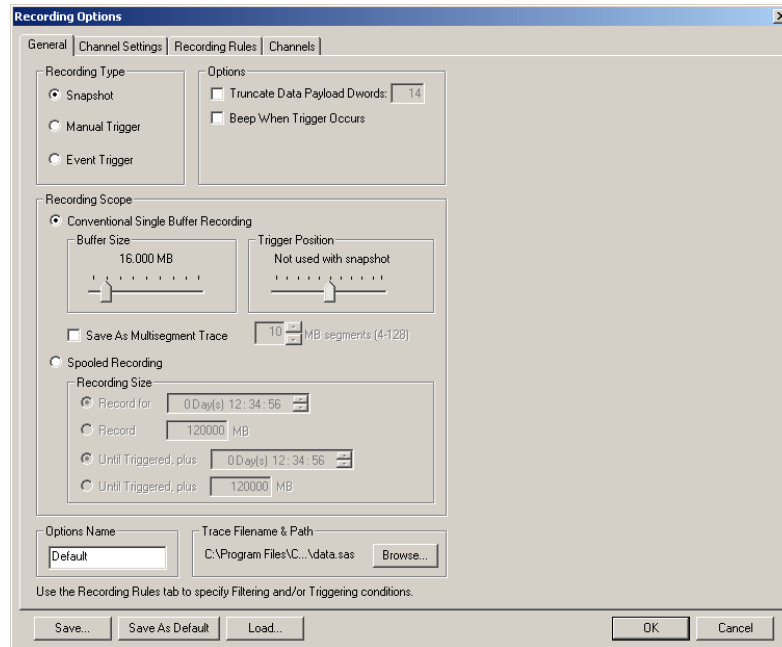 Recording Options
General
Channel Settings
Recording Rules
Channels
Recording Type
Snapshot
Manual Trigger
Event Trigger
Options
Truncate Data Payload Dwords: 14
Beep When Trigger Occurs
Recording Scope
Conventional Single Buffer Recording
Buffer Size
16.000 MB
Trigger Position
Not used with snapshot
Save As Multisegment Trace
10 MB segments (4-128)
Spooled Recording
Recording Size
Record for 0 Day(s) 12 : 34 : 56
Record 120000 MB
Until Triggered, plus 0 Day(s) 12 : 34 : 56
Until Triggered, plus 120000 MB
Options Name
Default
Trace Filename & Path
C:\Program Files\C...\data.sas Browse...
Use the Recording Rules tab to specify Filtering and/or Triggering conditions.
Save... Save As Default Load... OK Cancel